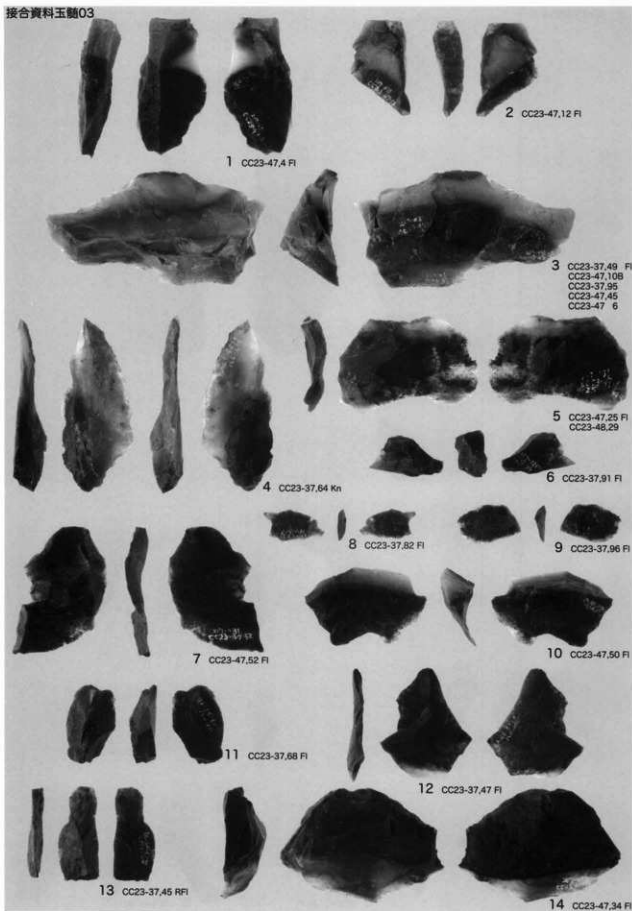 接合資料玉髄03
1 CC23-47,4 Fl
2 CC23-47,12 Fl
3 CC23-37,49 Fl
CC23-47,10B
CC23-37,95
CC23-47,45
CC23-47 6
4 CC23-37,64 Kn
5 CC23-47,25 Fl
CC23-48,29
6 CC23-37,91 Fl
7 CC23-47,52 Fl
8 CC23-37,82 Fl
9 CC23-37,96 Fl
10 CC23-47,50 Fl
11 CC23-37,68 Fl
12 CC23-37,47 Fl
13 CC23-37,45 RFl
14 CC23-47,34 Fl